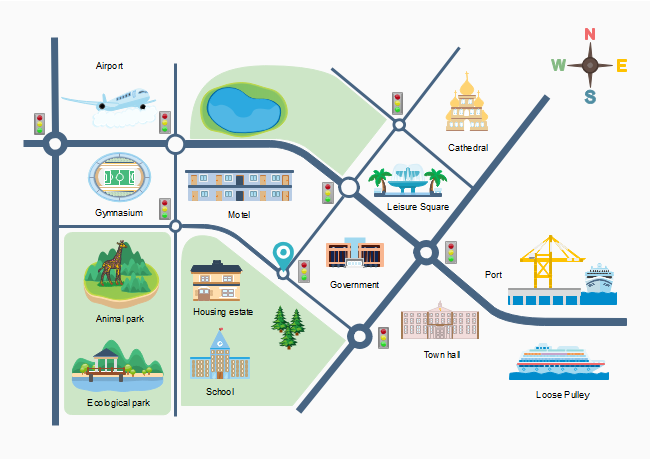 N
Airport
W
E
S
Cathedral
Leisure Square
Gymnasium
Motel
Port
Government
Housing estate
Animal park
Town hall
School
Loose Pulley
Ecological park